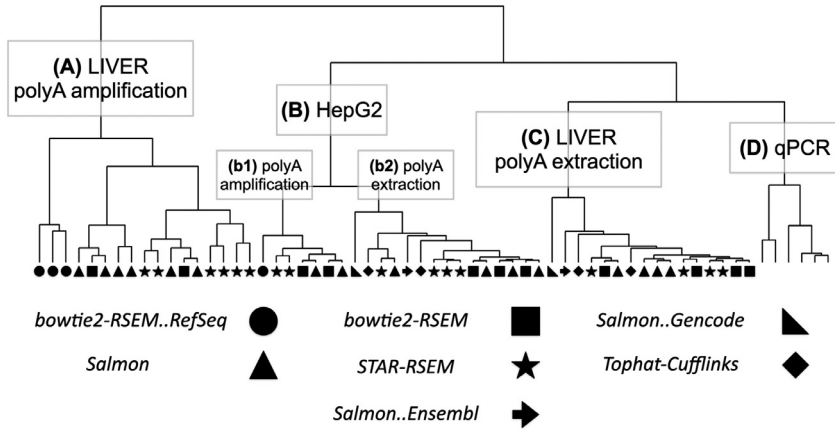 (A) LIVER
polyA amplification
(B) HepG2
(b1) polyA
amplification
(b2) polyA
extraction
(C) LIVER
polyA extraction
(D) qPCR
bowtie2-RSEM..RefSeq
bowtie2-RSEM
Salmon..Gencode
Salmon
STAR-RSEM
Tophat-Cufflinks
Salmon..Ensembl